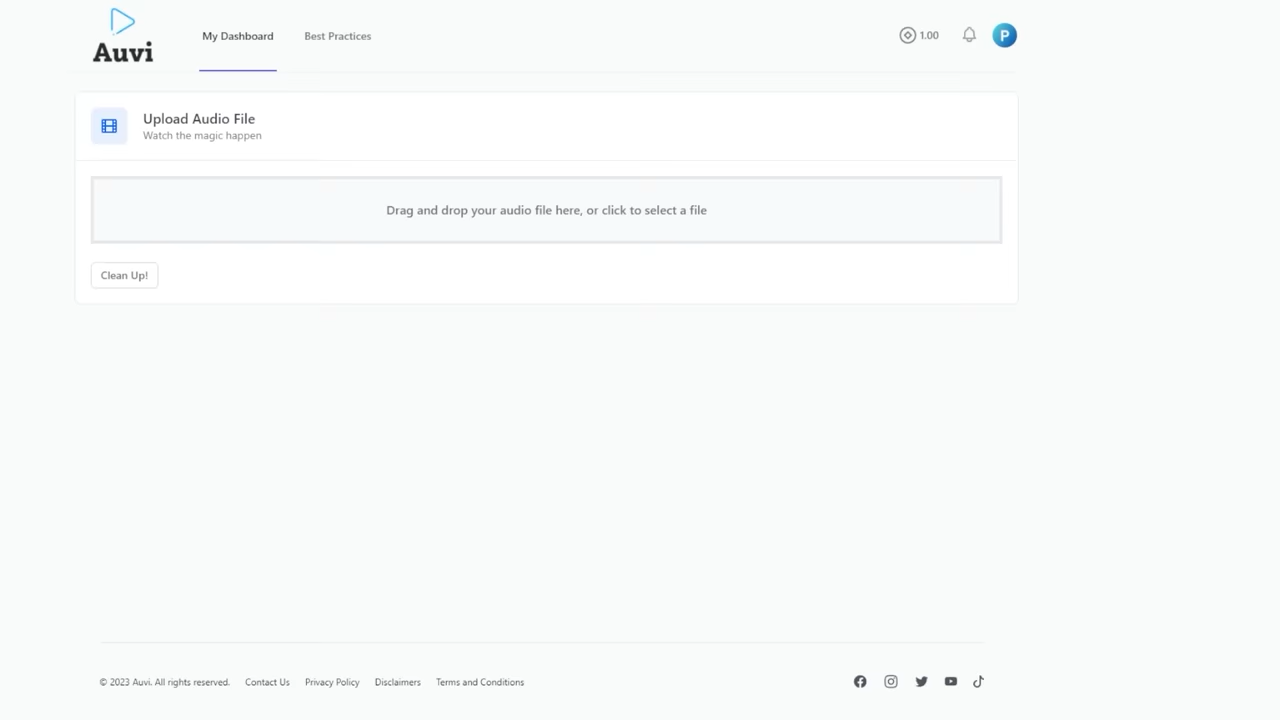 Auvi
My Dashboard
Best Practices
1.00
P
Upload Audio File
Watch the magic happen
Drag and drop your audio file here, or click to select a file
Clean Up!
© 2023 Auvi. All rights reserved. Contact Us Privacy Policy Disclaimers Terms and Conditions